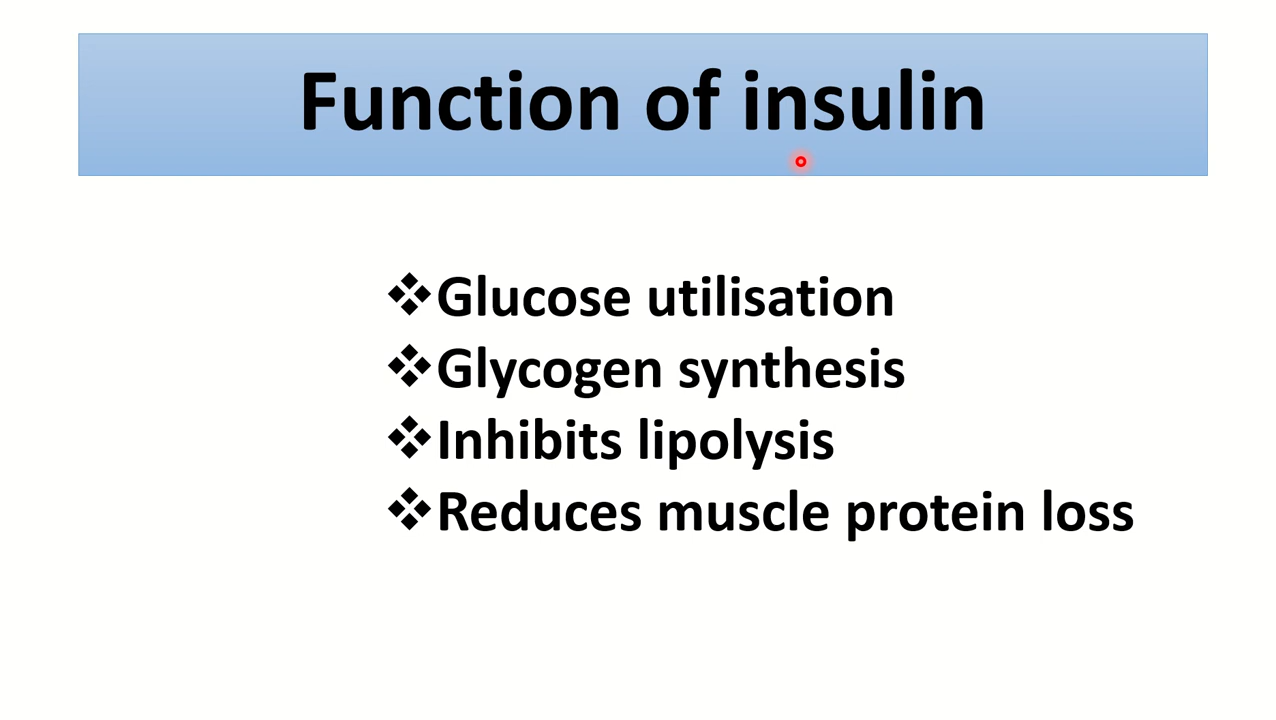 Function of insulin
❖Glucose utilisation
❖Glycogen synthesis
❖Inhibits lipolysis
❖Reduces muscle protein loss